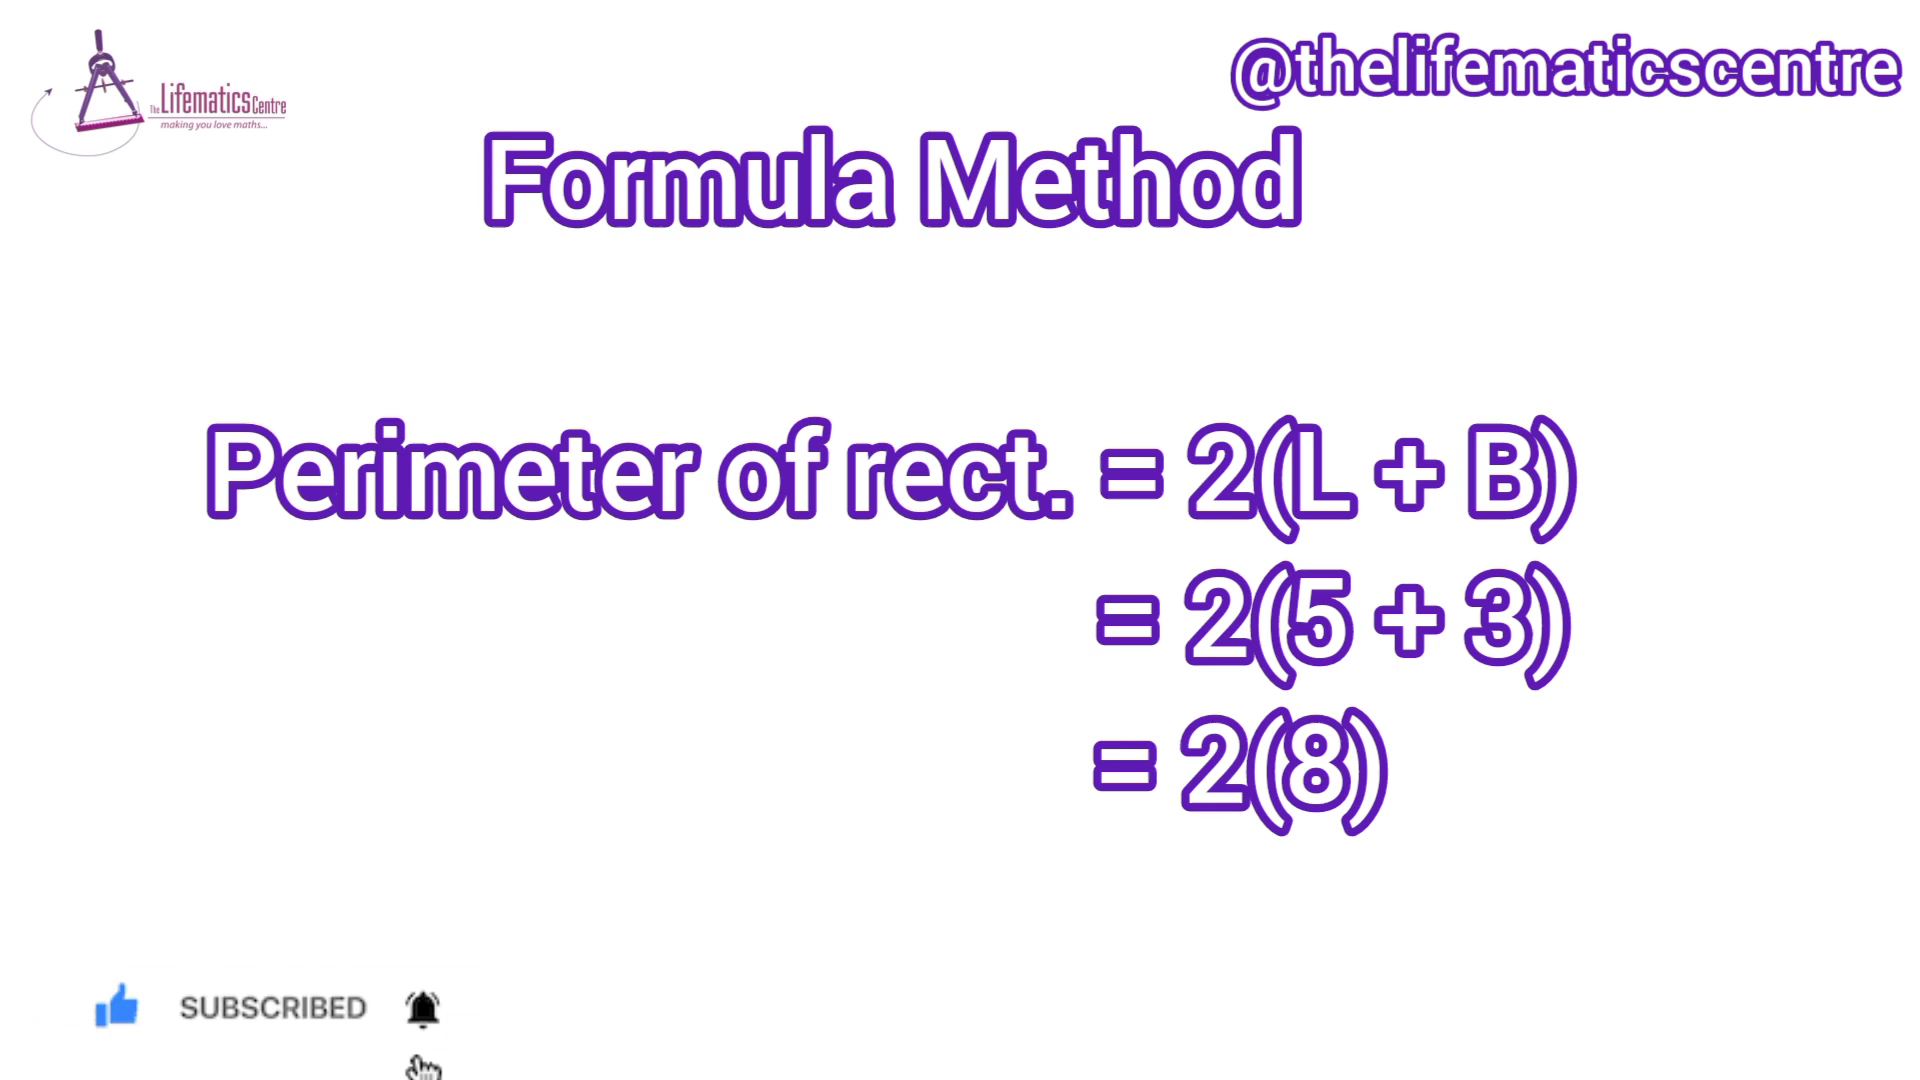 @thelifematicscentre
The Lifematics Centre
making you love maths...
Formula Method
Perimeter of rect. = 2(L + B)
= 2(5 + 3)
= 2(8)
SUBSCRIBED